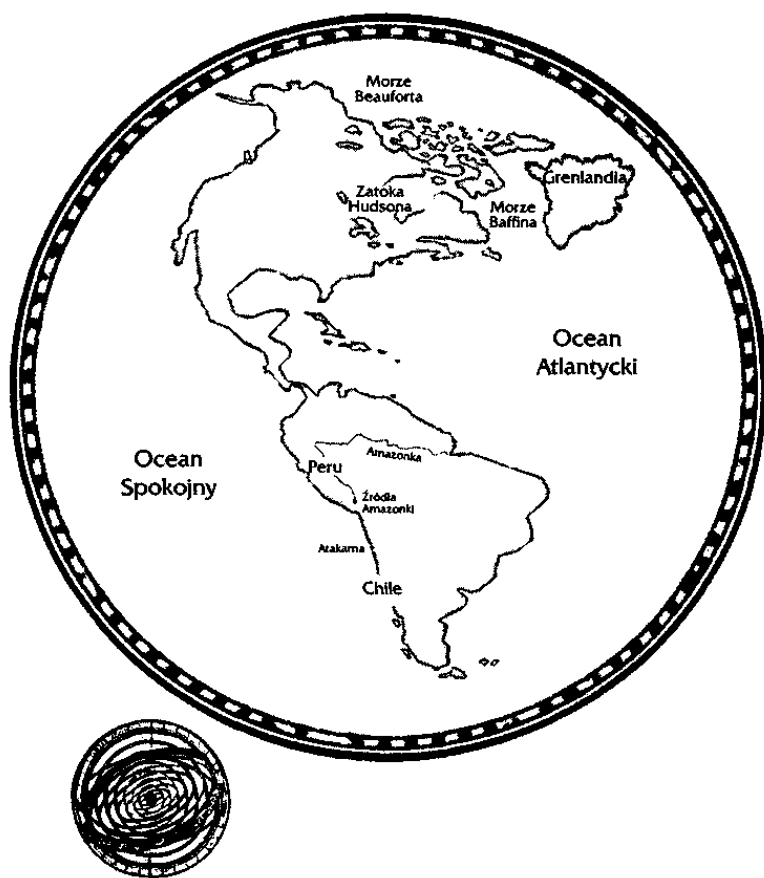 Morze
Beauforta
Grenlandia
Zatoka
Hudsona
Morze
Baffina
Ocean
Atlantycki
Ocean
Spokojny
Amazonka
Peru
Źródła
Amazonki
Atakama
Chile